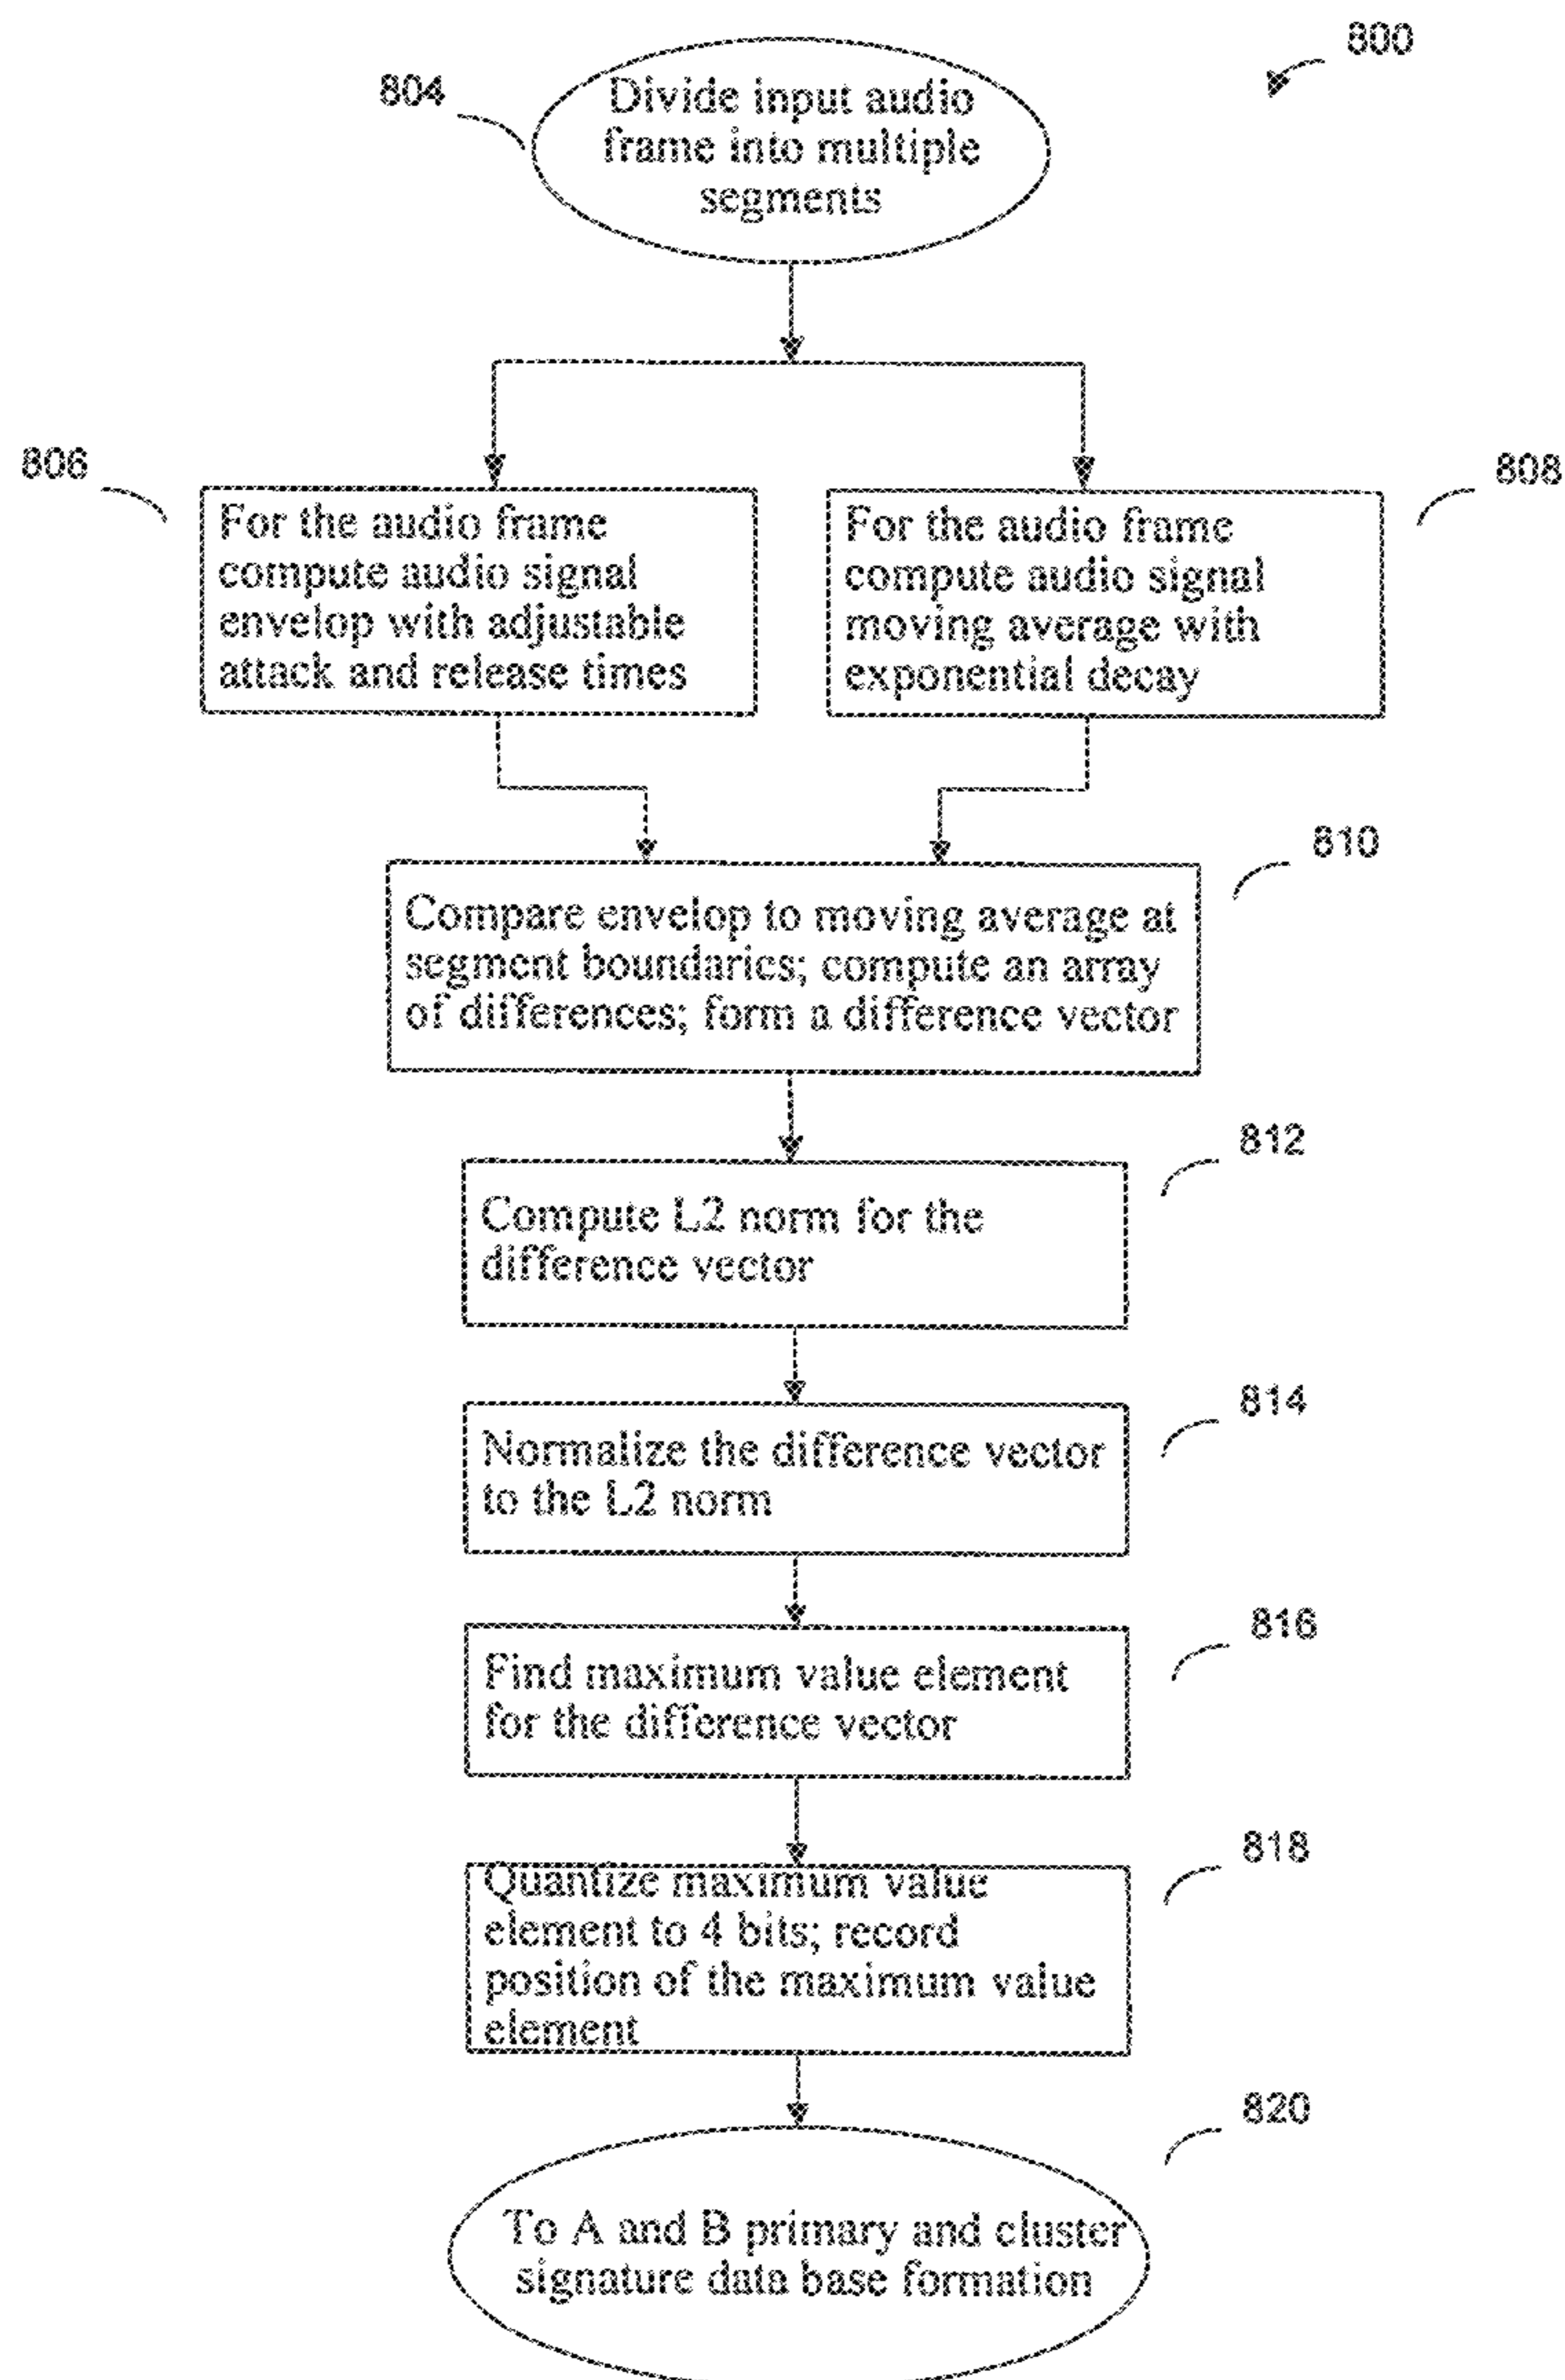 800
804
Divide input audio
frame into multiple
segments
806
For the audio frame
compute audio signal
envelop with adjustable
attack and release times
808
For the audio frame
compute audio signal
moving average with
exponential decay
810
Compare envelop to moving average at
segment boundaries; compute an array
of differences; form a difference vector
812
Compute L2 norm for the
difference vector
814
Normalize the difference vector
to the L2 norm
816
Find maximum value element
for the difference vector
818
Quantize maximum value
element to 4 bits; record
position of the maximum value
element
820
To A and B primary and cluster
signature data base formation